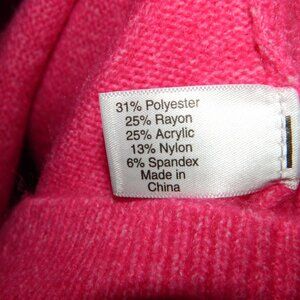 31% Polyester
25% Rayon
25% Acrylic
13% Nylon
6% Spandex
Made in
China